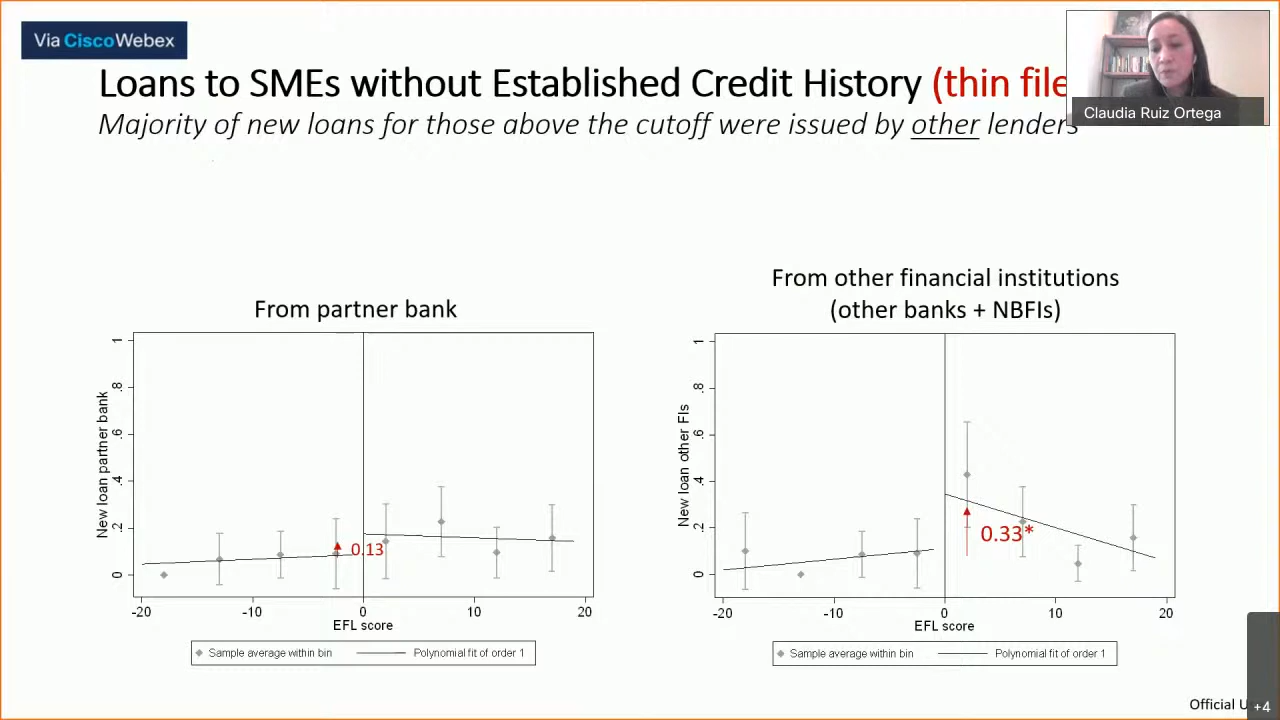 Via Cisco Webex
Loans to SMEs without Established Credit History (thin file
Majority of new loans for those above the cutoff were issued by other lenders
Claudia Ruiz Ortega
From partner bank
New loan partner bank
1
.8
.6
.4
.2
0
0.13
-20
-10
0
10
20
EFL score
Sample average within bin
Polynomial fit of order 1
From other financial institutions
(other banks + NBFIs)
New loan other FIs
1
.8
.6
.4
.2
0
0.33*
-20
-10
0
10
20
EFL score
Sample average within bin
Polynomial fit of order 1
Official
+4